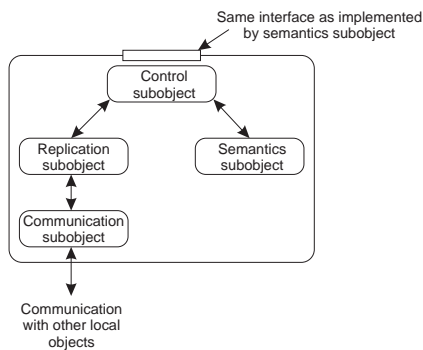 Same interface as implemented
by semantics subobject
Control
subobject
Replication
subobject
Semantics
subobject
Communication
subobject
Communication
with other local
objects